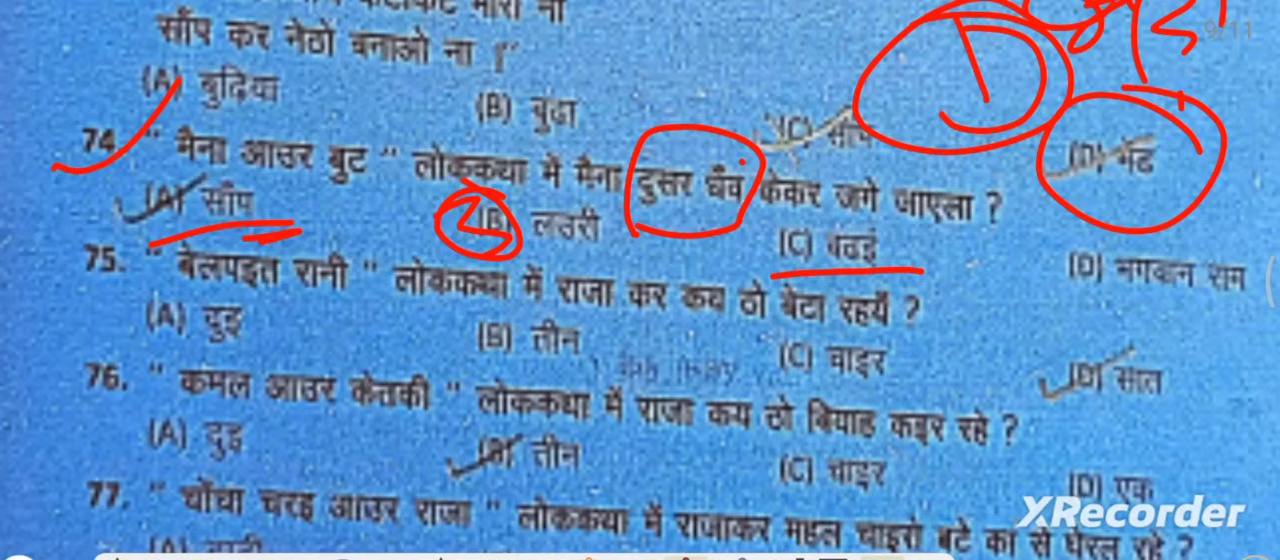 मारा ना
साँप कर नेठो बनाओ ना ।"
(A) बुढ़िया (B) बुढा (C) साँप (D) मेढ
9/11
74. " मैना आउर बुट " लोककथा में मैना दुसर धँव केकर जगे जाएला ?
(A) साँप (B) लउरी (C) बढ़ई (D) भगवान राम
75. " बेलपइत रानी " लोककथा में राजा कर कय ठो बेटा रहयँ ?
(A) दुइ (B) तीन (C) चाइर (D) सात
76. " कमल आउर केतकी " लोककथा में राजा कय ठो बियाह कइर रहे ?
(A) दुइ (B) तीन (C) चाइर (D) एक
77. " घोंघा चरइ आउर राजा " लोककथा में राजाकर महल चाइरो बटे का से घेरल रहे ?
(A)
XRecorder